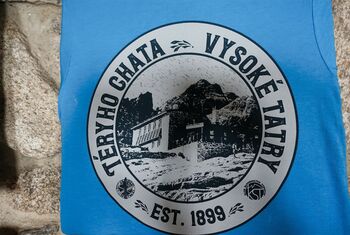 TÉRYHO CHATA
VYSOKÉ TATRY
EST. 1899